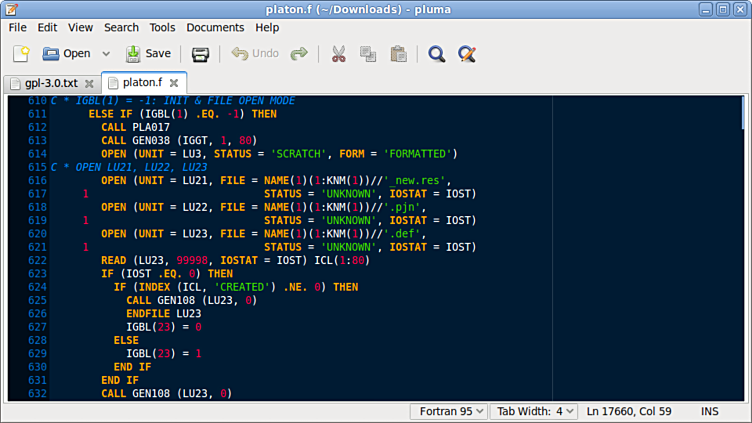 platon.f (~/Downloads) - pluma
File Edit View Search Tools Documents Help
Open Save Undo
gpl-3.0.txt platon.f
610 C * IGBL(1) = -1: INIT & FILE OPEN MODE
611 ELSE IF (IGBL(1) .EQ. -1) THEN
612 CALL PLA017
613 CALL GEN038 (IGGT, 1, 80)
614 OPEN (UNIT = LU3, STATUS = 'SCRATCH', FORM = 'FORMATTED')
615 C * OPEN LU21, LU22, LU23
616 OPEN (UNIT = LU21, FILE = NAME(1)(1:KNM(1))//'_new.res',
617 1 STATUS = 'UNKNOWN', IOSTAT = IOST)
618 OPEN (UNIT = LU22, FILE = NAME(1)(1:KNM(1))//'.pjn',
619 1 STATUS = 'UNKNOWN', IOSTAT = IOST)
620 OPEN (UNIT = LU23, FILE = NAME(1)(1:KNM(1))//'.def',
621 1 STATUS = 'UNKNOWN', IOSTAT = IOST)
622 READ (LU23, 99998, IOSTAT = IOST) ICL(1:80)
623 IF (IOST .EQ. 0) THEN
624 IF (INDEX (ICL, 'CREATED') .NE. 0) THEN
625 CALL GEN108 (LU23, 0)
626 ENDFILE LU23
627 IGBL(23) = 0
628 ELSE
629 IGBL(23) = 1
630 END IF
631 END IF
632 CALL GEN108 (LU23, 0)
Fortran 95 Tab Width: 4 Ln 17660, Col 59 INS